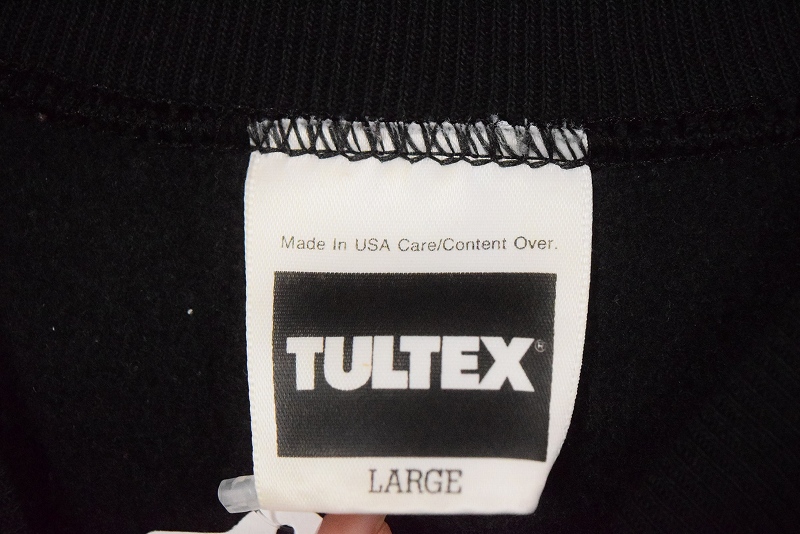 Made In USA Care/Content Over.
TULTEX®
LARGE